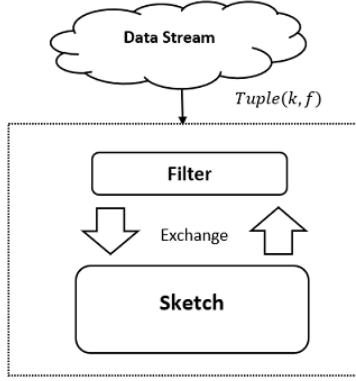 Data Stream
Tuple(k, f)
Filter
Exchange
Sketch